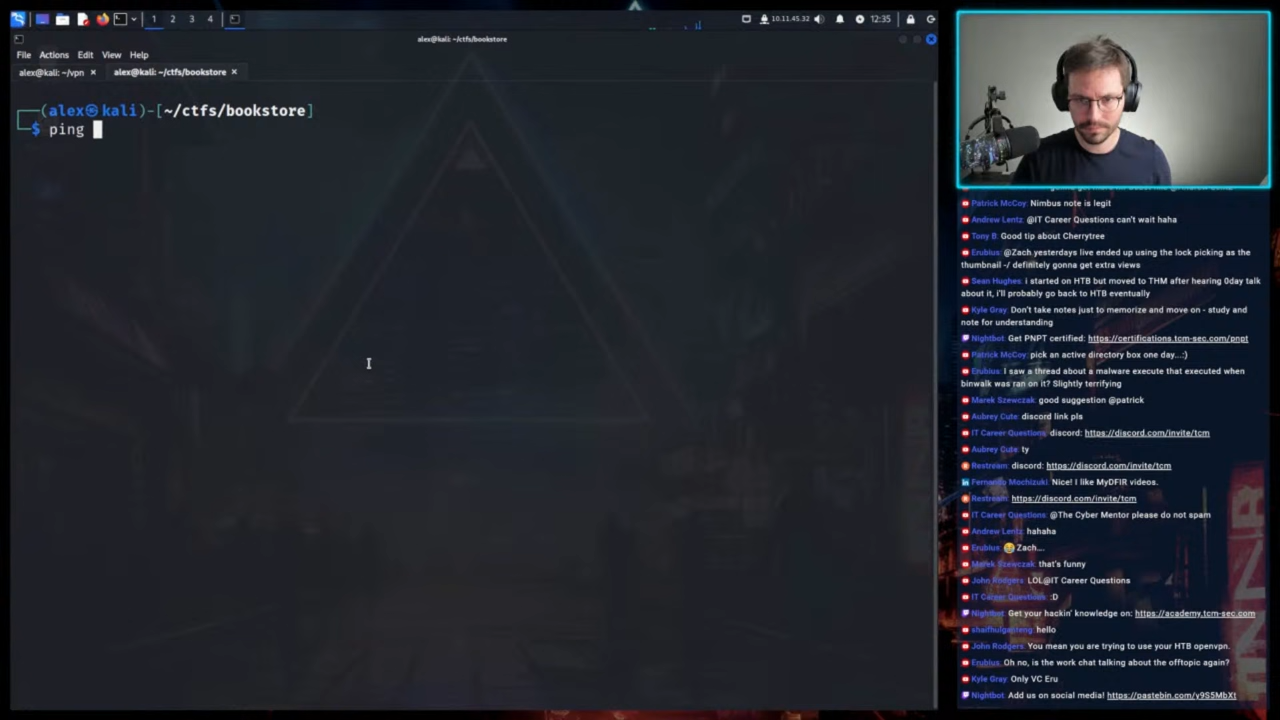 1 2 3 4
10.11.45.32
12:35
alex@kali: ~/ctfs/bookstore
File Actions Edit View Help
alex@kali: ~/vpn × alex@kali: ~/ctfs/bookstore ×
(alex㉿kali)-[~/ctfs/bookstore]
$ ping
Patrick McCoy: Nimbus note is legit
Andrew Lentz: @IT Career Questions can't wait haha
Tony B: Good tip about Cherrytree
Erubius: @Zach yesterdays live ended up using the lock picking as the
thumbnail -/ definitely gonna get extra views
Sean Hughes: i started on HTB but moved to THM after hearing 0day talk
about it, i'll probably go back to HTB eventually
Kyle Gray: Don't take notes just to memorize and move on - study and
note for understanding
Nightbot: Get PNPT certified: https://certifications.tcm-sec.com/pnpt
Patrick McCoy: pick an active directory box one day...:)
Erubius: I saw a thread about a malware execute that executed when
binwalk was ran on it? Slightly terrifying
Marek Szewczak: good suggestion @patrick
Aubrey Cute: discord link pls
IT Career Questions: discord: https://discord.com/invite/tcm
Aubrey Cute: ty
Restream: discord: https://discord.com/invite/tcm
Fernando Mochizuki: Nice! I like MyDFIR videos.
Restream: https://discord.com/invite/tcm
IT Career Questions: @The Cyber Mentor please do not spam
Andrew Lentz: hahaha
Erubius: 😂 Zach....
Marek Szewczak: that's funny
John Rodgers: LOL@IT Career Questions
IT Career Questions: :D
Nightbot: Get your hackin' knowledge on: https://academy.tcm-sec.com
shaifhulganteng: hello
John Rodgers: You mean you are trying to use your HTB openvpn.
Erubius: Oh no, is the work chat talking about the offtopic again?
Kyle Gray: Only VC Eru
Nightbot: Add us on social media! https://pastebin.com/y9S5MbXt